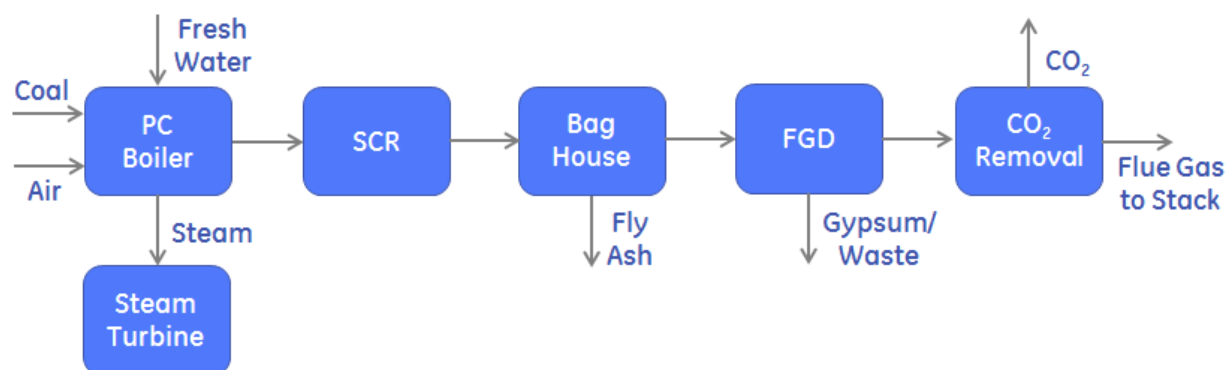 Fresh
Water
Coal
Air
PC
Boiler
SCR
Bag
House
FGD
CO₂
CO₂
Removal
Flue Gas
to Stack
Steam
Fly
Ash
Gypsum/
Waste
Steam
Turbine